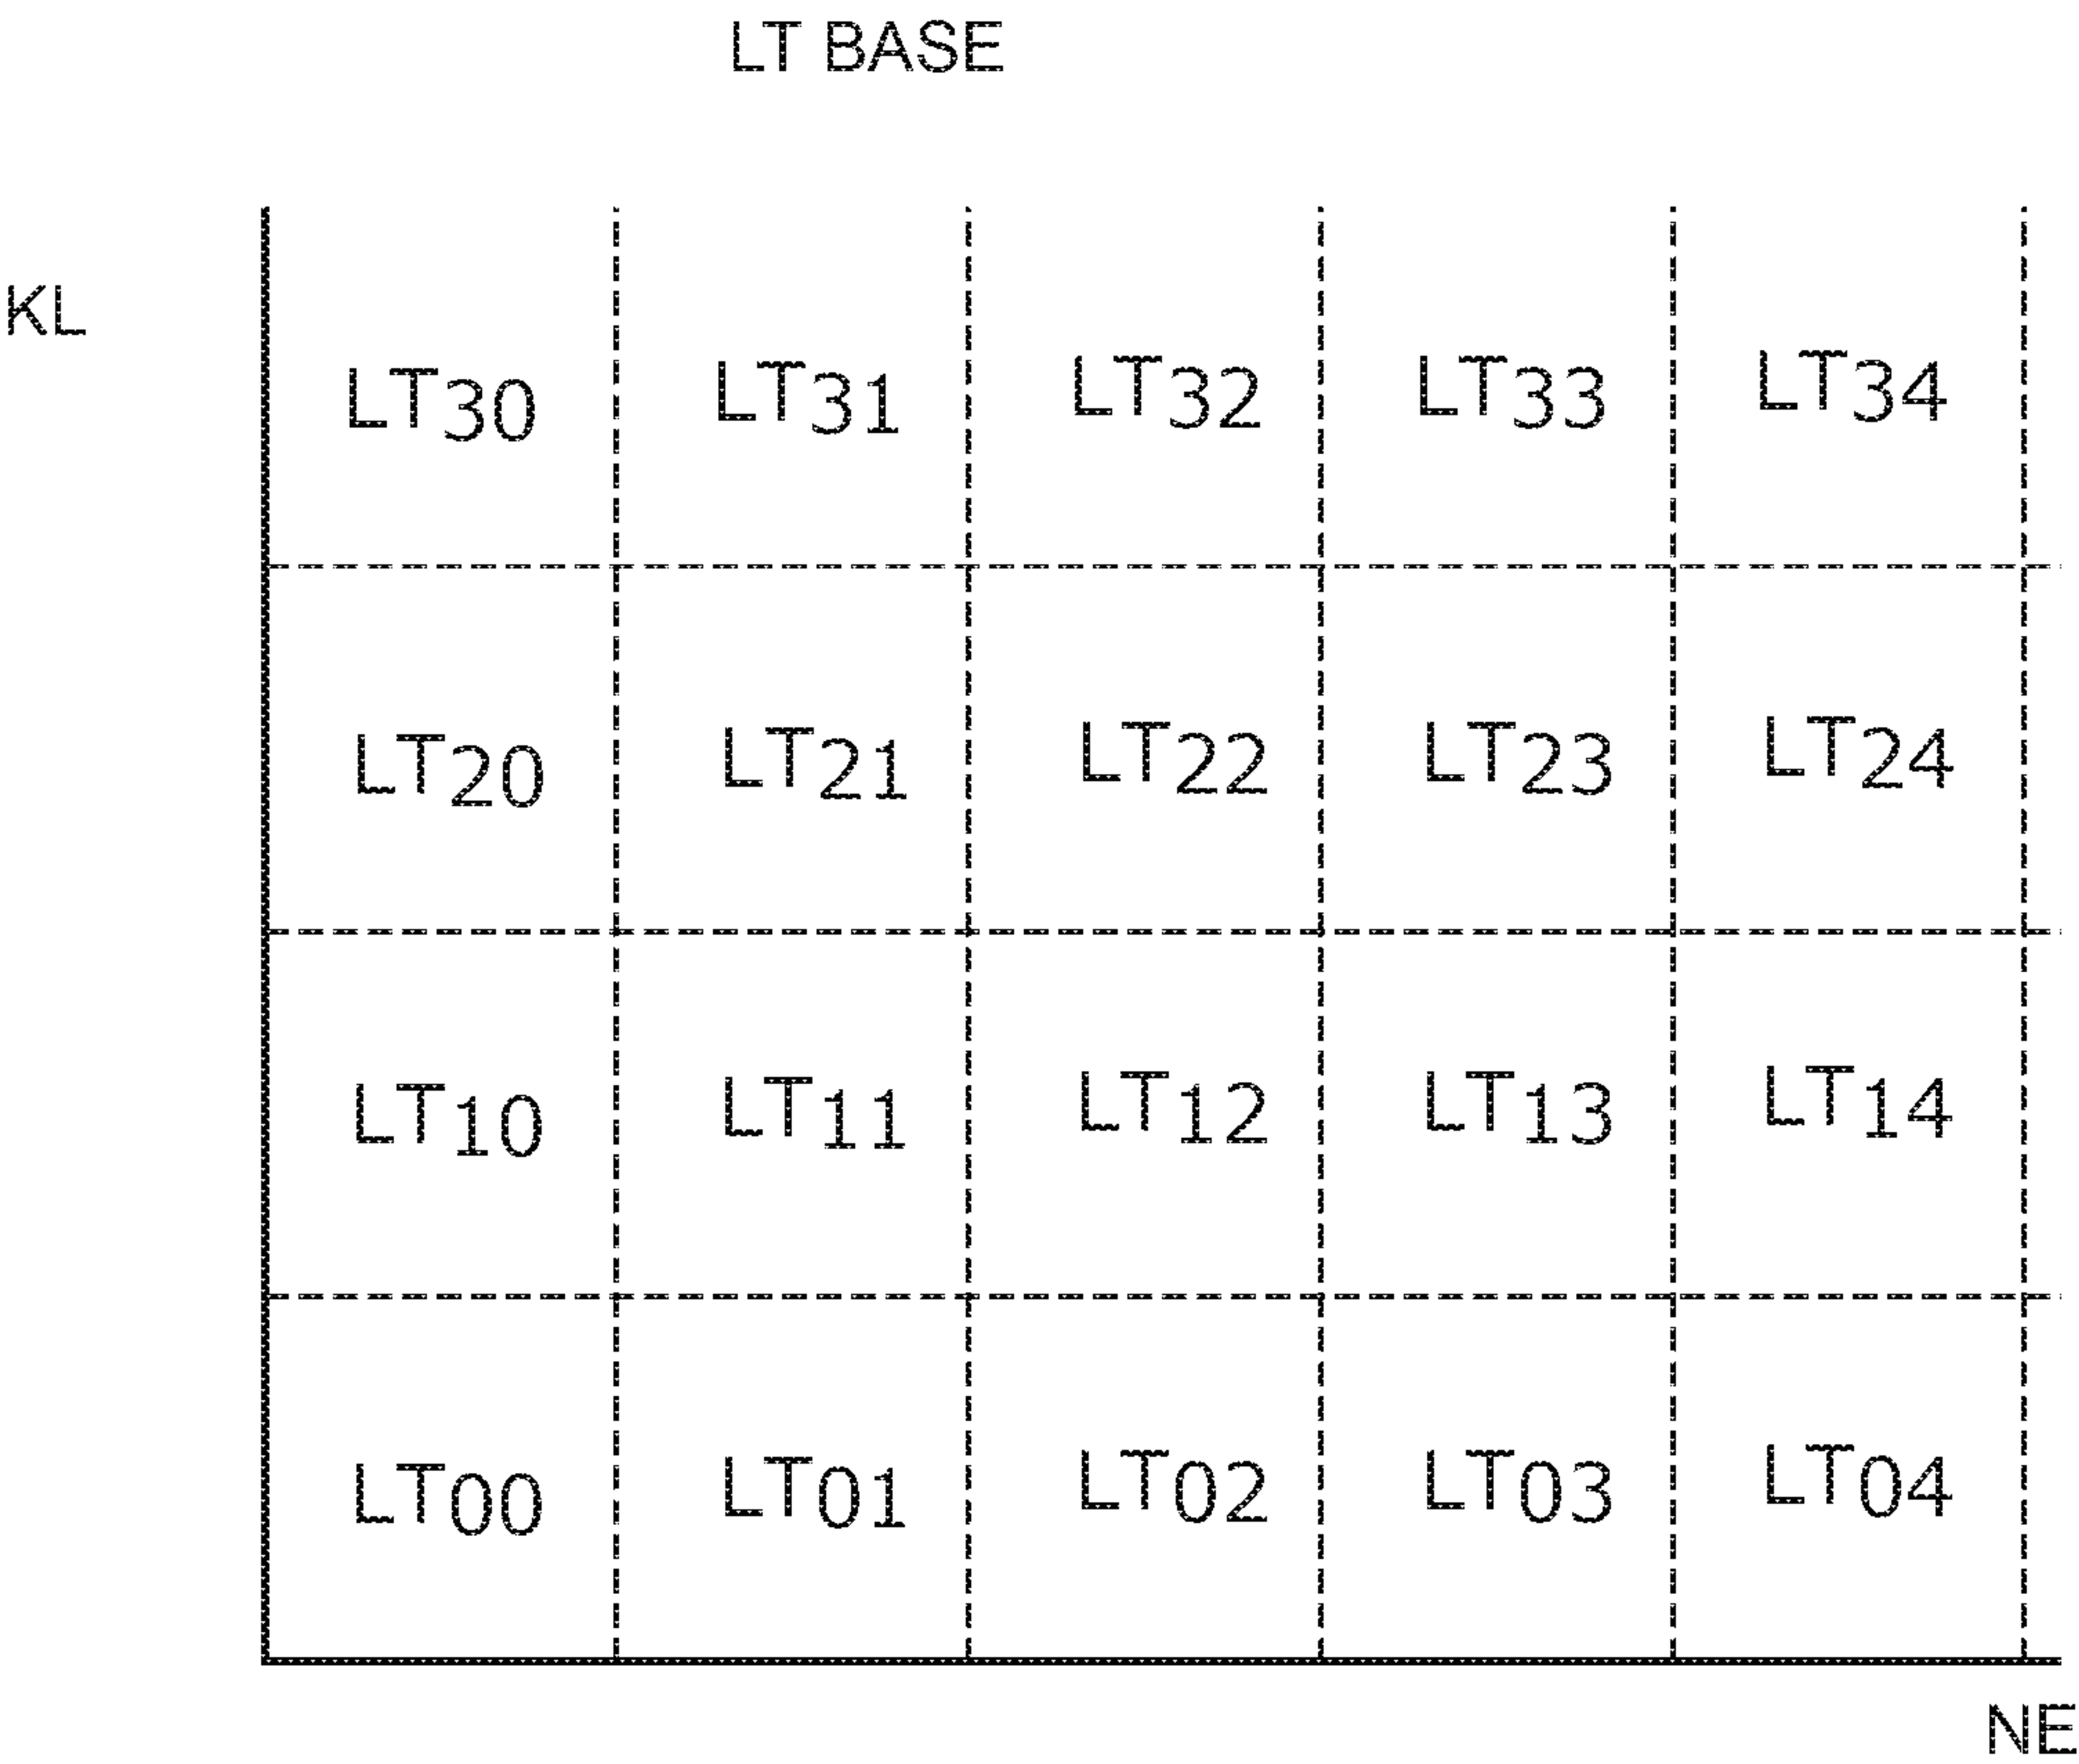 LT BASE
KL
LT30 LT31 LT32 LT33 LT34
LT20 LT21 LT22 LT23 LT24
LT10 LT11 LT12 LT13 LT14
LT00 LT01 LT02 LT03 LT04
NE